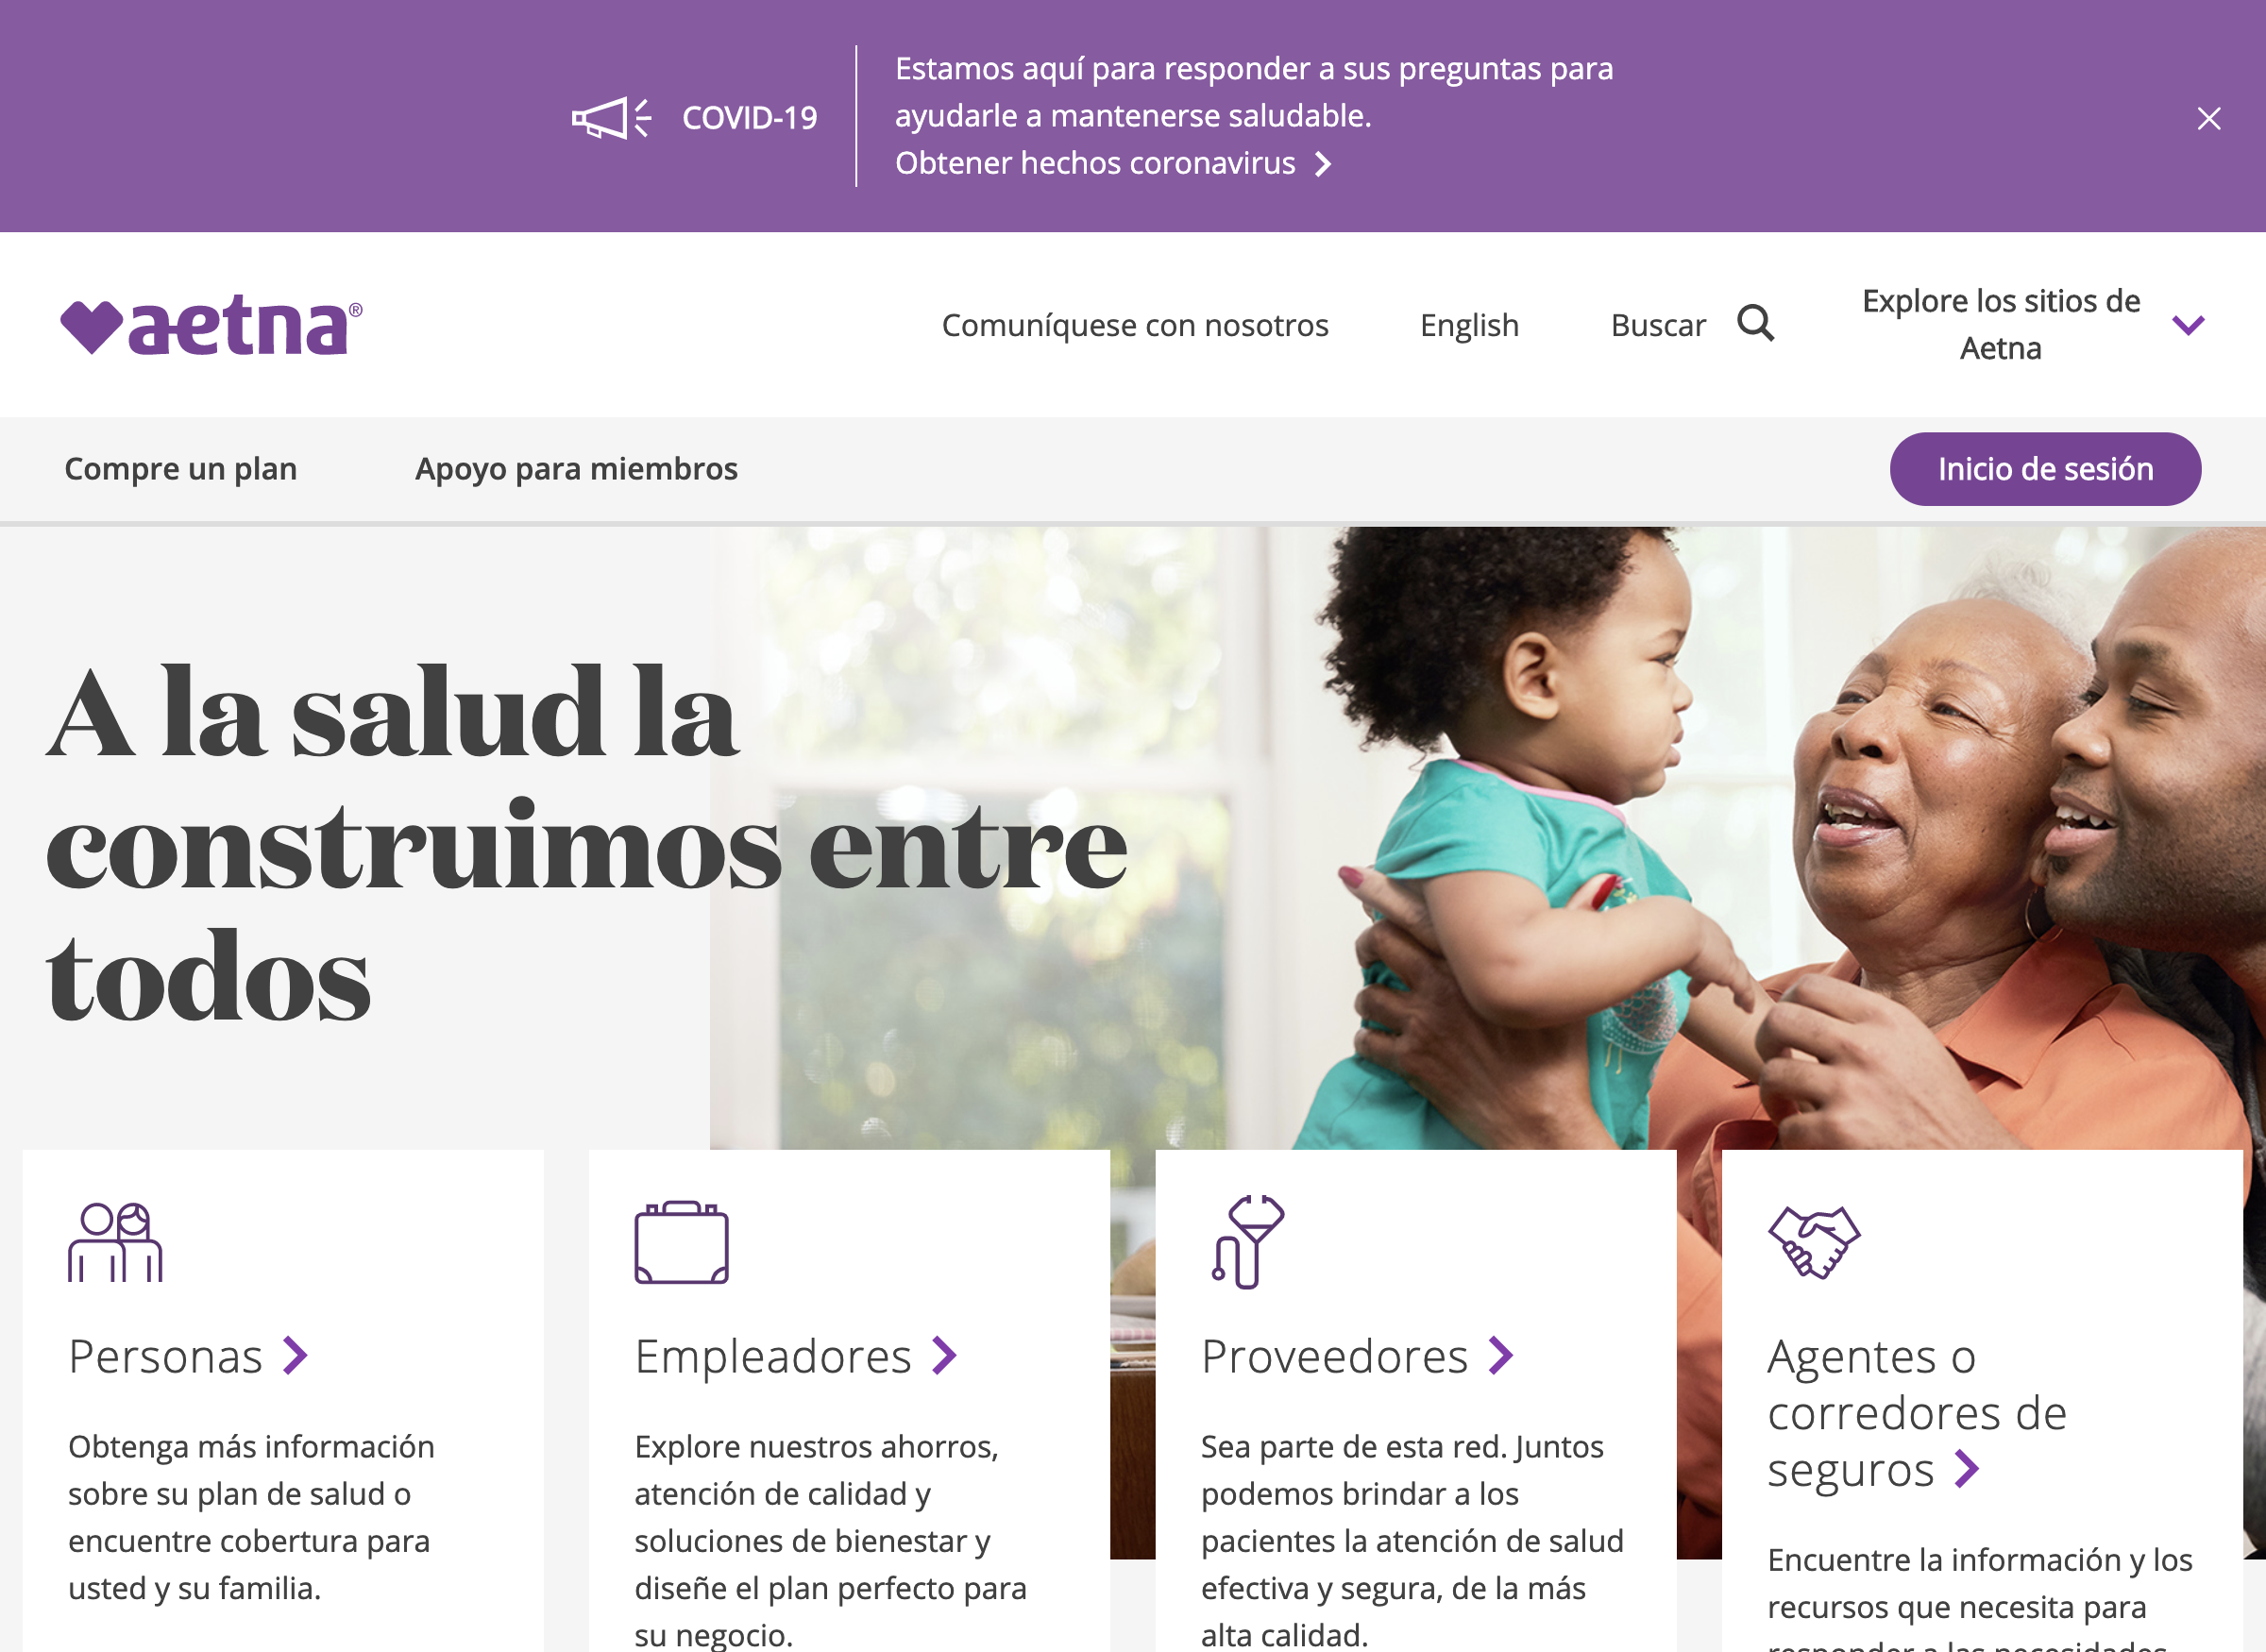 COVID-19
Estamos aquí para responder a sus preguntas para
ayudarle a mantenerse saludable.
Obtener hechos coronavirus
aetna®
Comuníquese con nosotros
English
Buscar
Explore los sitios de
Aetna
Compre un plan
Apoyo para miembros
Inicio de sesión
A la salud la
construimos entre
todos
Personas
Obtenga más información
sobre su plan de salud o
encuentre cobertura para
usted y su familia.
Empleadores
Explore nuestros ahorros,
atención de calidad y
soluciones de bienestar y
diseñe el plan perfecto para
su negocio.
Proveedores
Sea parte de esta red. Juntos
podemos brindar a los
pacientes la atención de salud
efectiva y segura, de la más
alta calidad.
Agentes o
corredores de
seguros
Encuentre la información y los
recursos que necesita para
responder a las necesidades